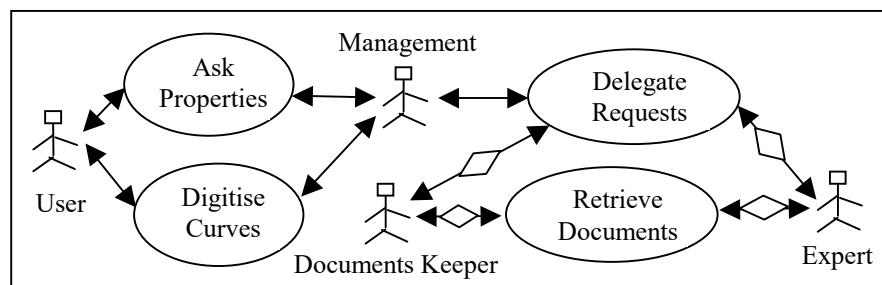 Management
Ask
Properties
Delegate
Requests
User
Digitise
Curves
Retrieve
Documents
Documents Keeper
Expert